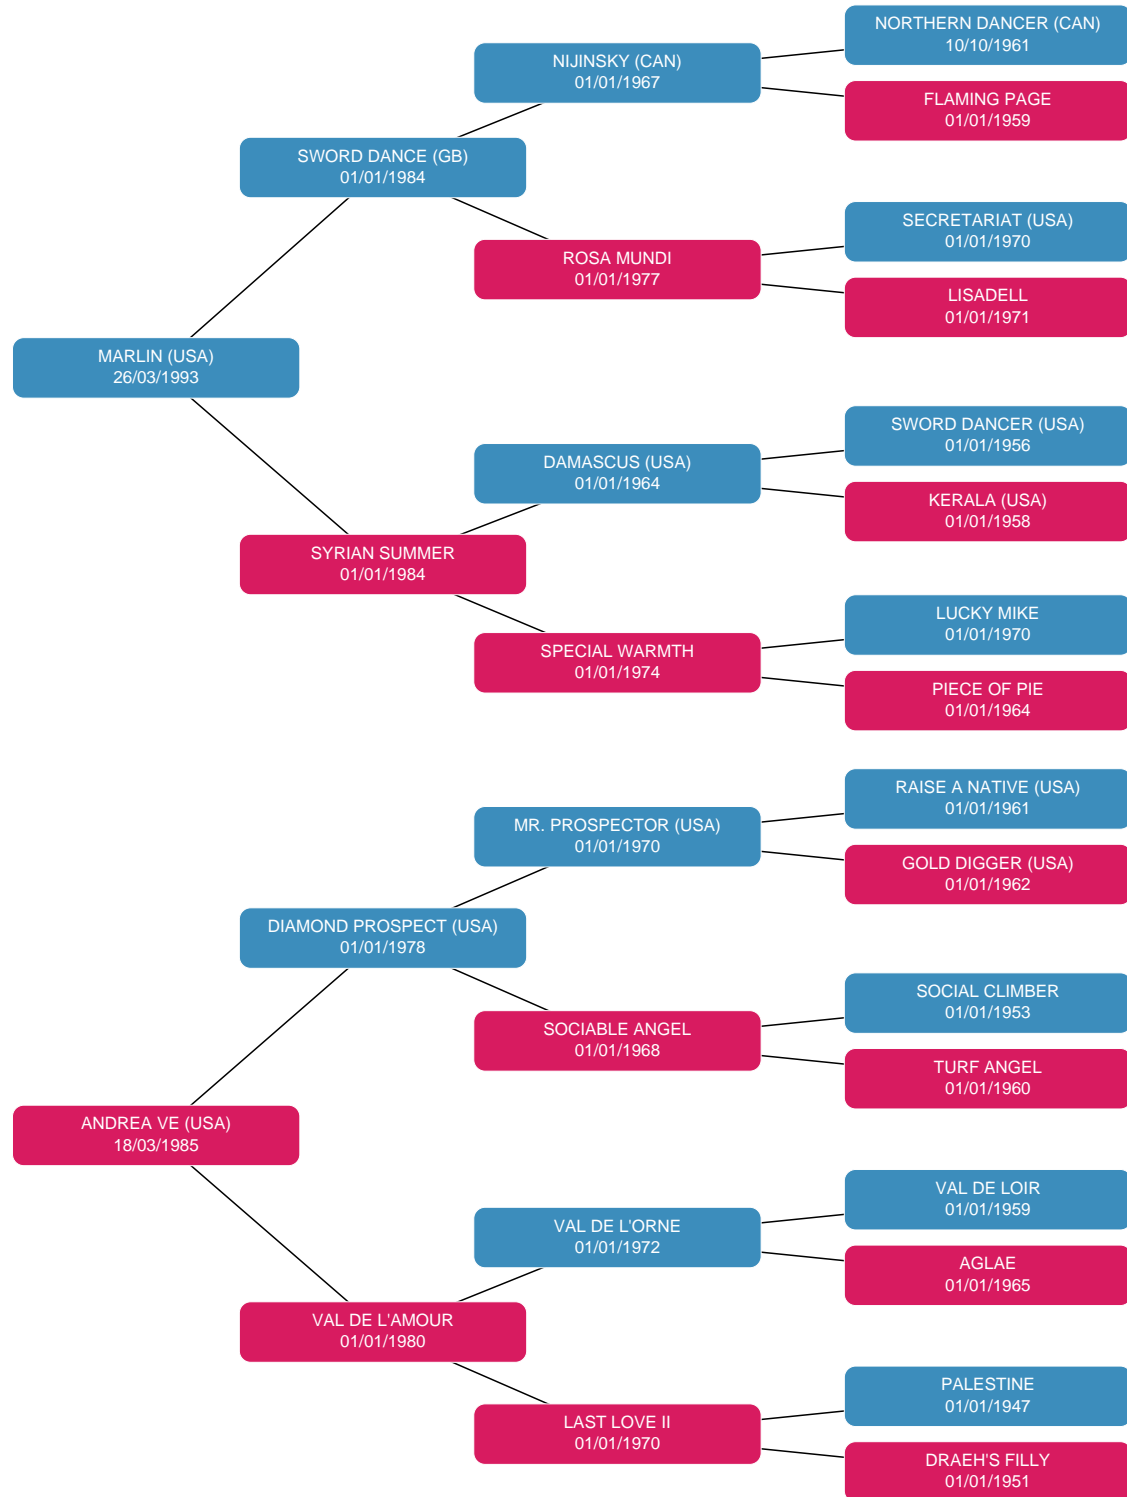 NORTHERN DANCER (CAN)
10/10/1961
NIJINSKY (CAN)
01/01/1967
FLAMING PAGE
01/01/1959
SWORD DANCE (GB)
01/01/1984
SECRETARIAT (USA)
01/01/1970
ROSA MUNDI
01/01/1977
LISADELL
01/01/1971
MARLIN (USA)
26/03/1993
SWORD DANCER (USA)
01/01/1956
DAMASCUS (USA)
01/01/1964
KERALA (USA)
01/01/1958
SYRIAN SUMMER
01/01/1984
LUCKY MIKE
01/01/1970
SPECIAL WARMTH
01/01/1974
PIECE OF PIE
01/01/1964
RAISE A NATIVE (USA)
01/01/1961
MR. PROSPECTOR (USA)
01/01/1970
GOLD DIGGER (USA)
01/01/1962
DIAMOND PROSPECT (USA)
01/01/1978
SOCIAL CLIMBER
01/01/1953
SOCIABLE ANGEL
01/01/1968
TURF ANGEL
01/01/1960
ANDREA VE (USA)
18/03/1985
VAL DE LOIR
01/01/1959
VAL DE L'ORNE
01/01/1972
AGLAE
01/01/1965
VAL DE L'AMOUR
01/01/1980
PALESTINE
01/01/1947
LAST LOVE II
01/01/1970
DRAEH'S FILLY
01/01/1951